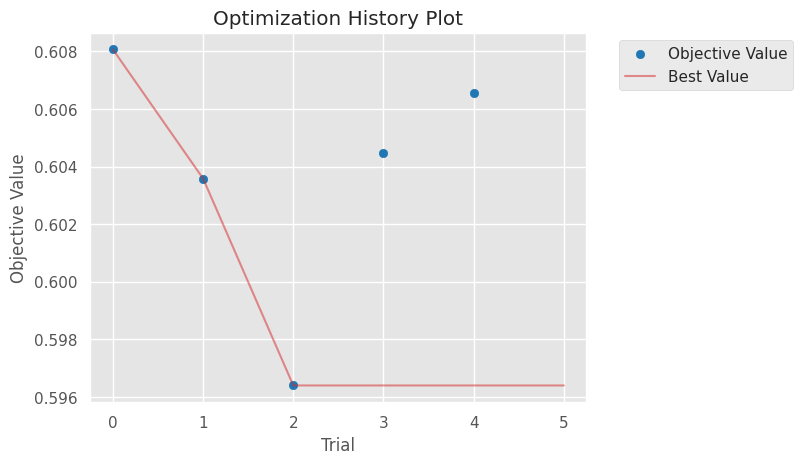 Optimization History Plot
Objective Value
Best Value
0.608
0.606
0.604
0.602
0.600
0.598
0.596
Objective Value
0
1
2
3
4
5
Trial